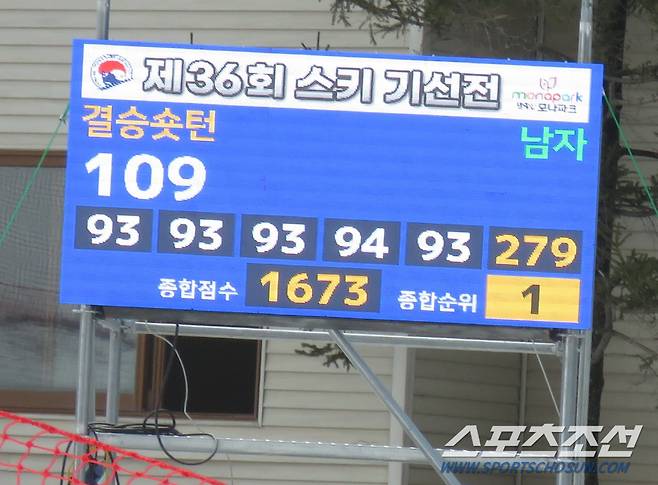 제36회 스키 기선전
monapark
모나파크
결승숏턴
남자
109
93 93 93 94 93 279
종합점수 1673 종합순위 1
스포츠조선
WWW.SPORTSCHOSUN.COM